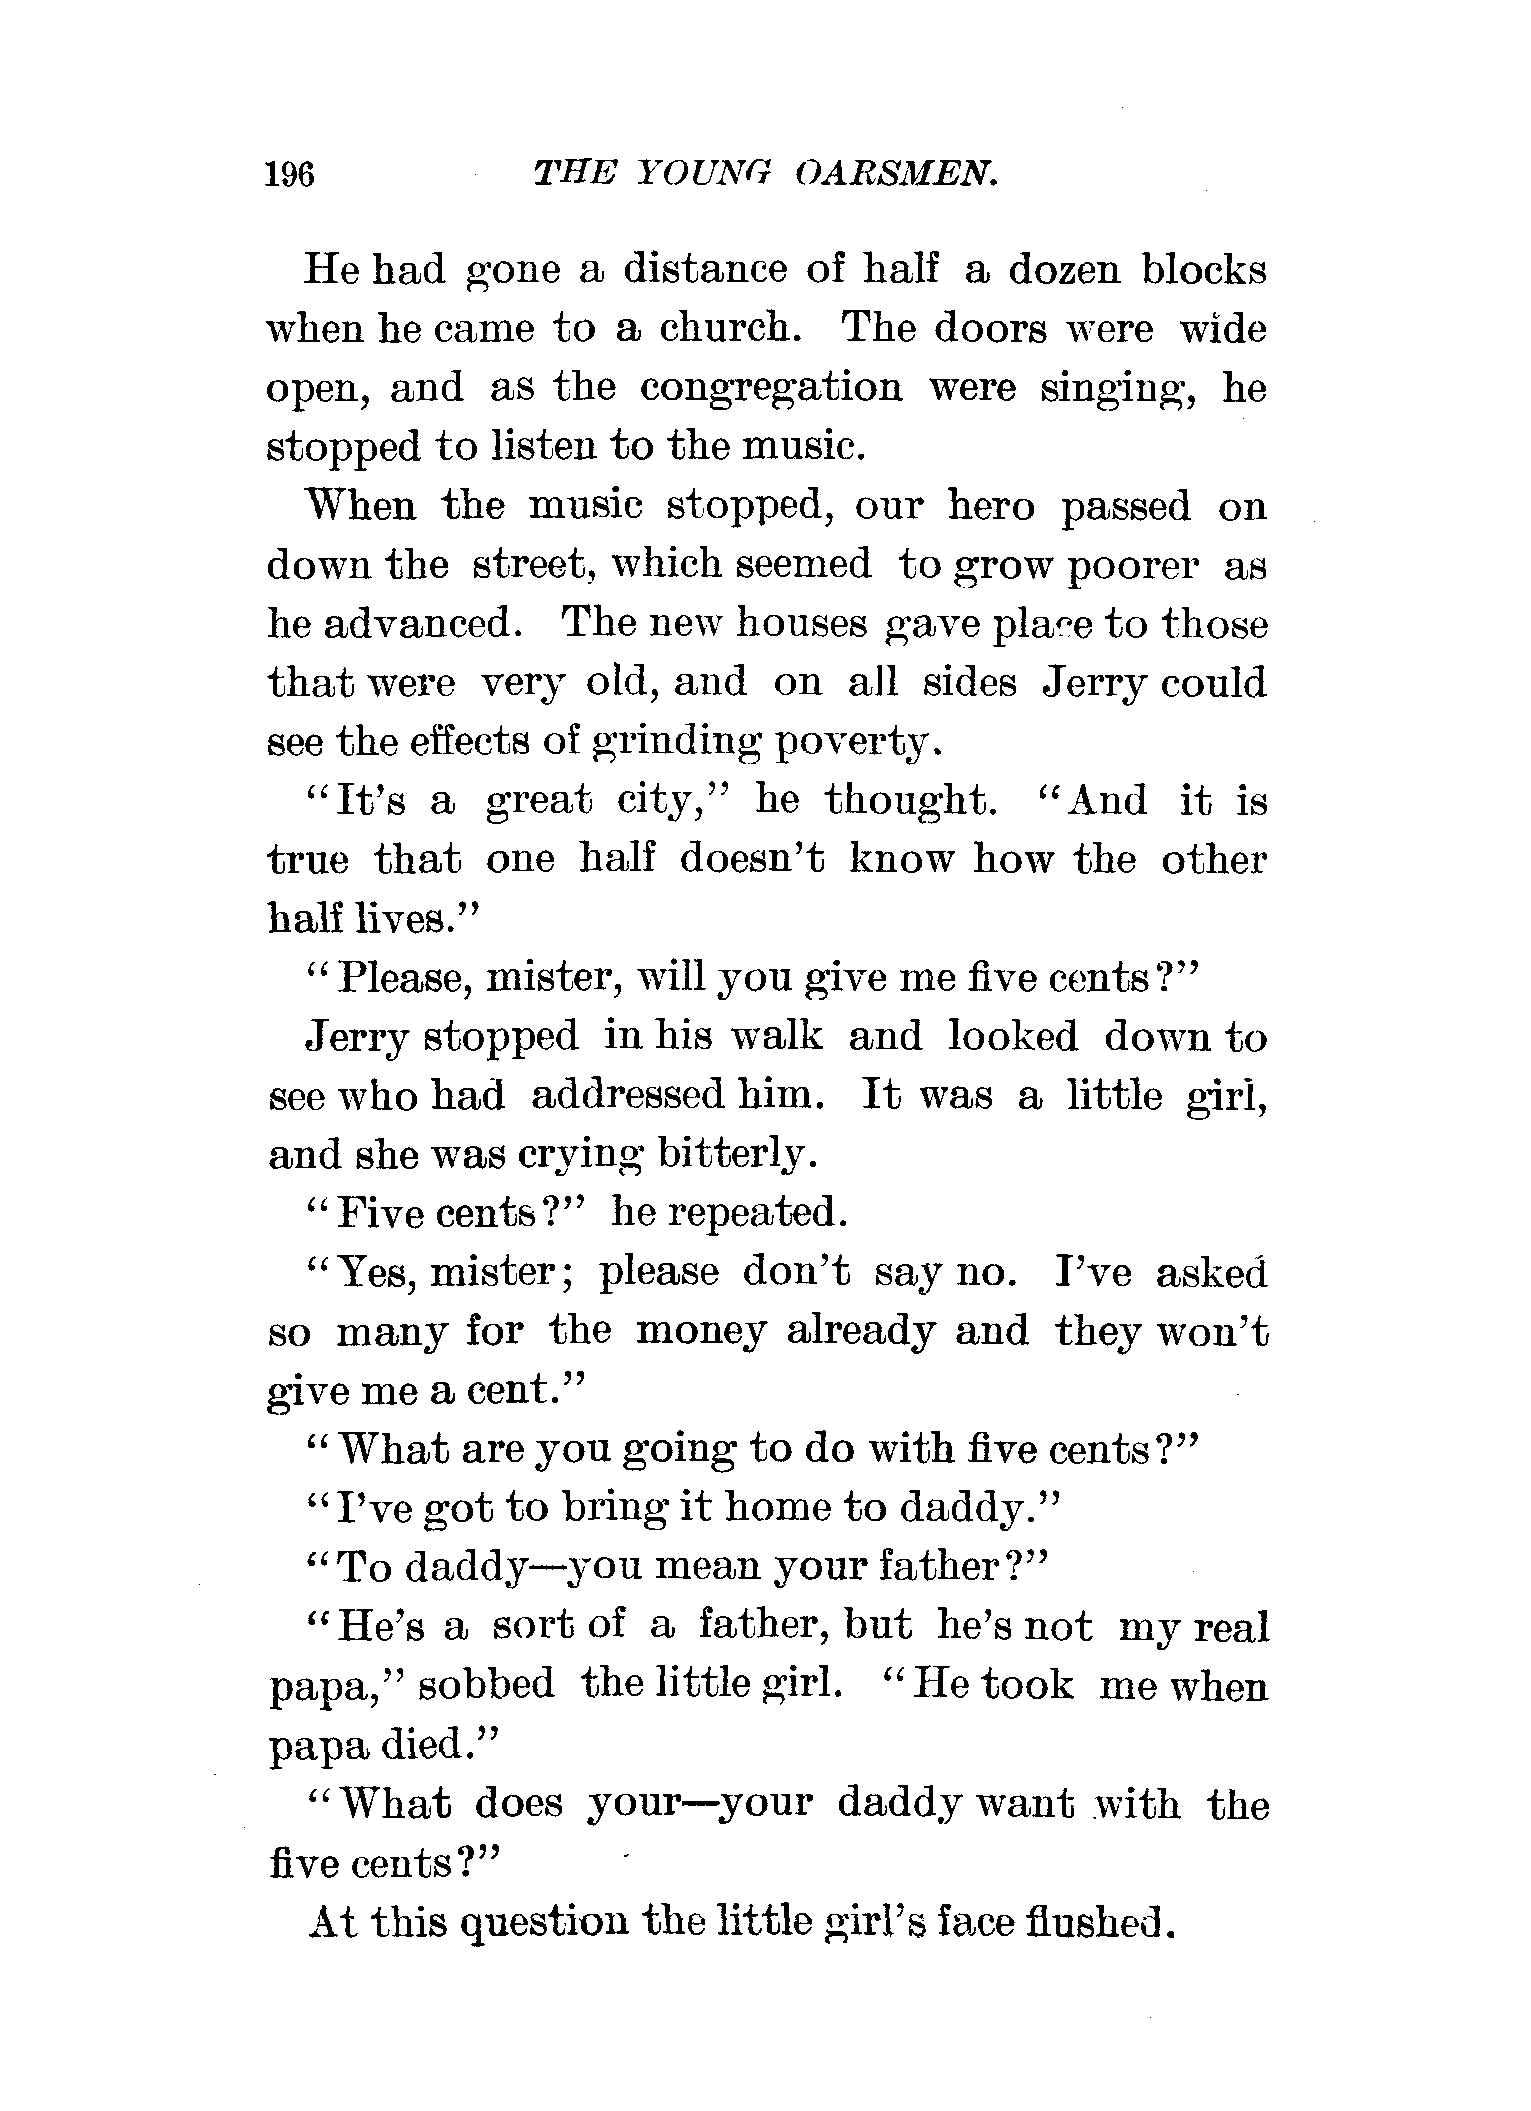 196 THE YOUNG OARSMEN.
He had gone a distance of half a dozen blocks
when he came to a church. The doors were wide
open, and as the congregation were singing, he
stopped to listen to the music.
When the music stopped, our hero passed on
down the street, which seemed to grow poorer as
he advanced. The new houses gave place to those
that were very old, and on all sides Jerry could
see the effects of grinding poverty.
"It's a great city," he thought. "And it is
true that one half doesn't know how the other
half lives."
"Please, mister, will you give me five cents?"
Jerry stopped in his walk and looked down to
see who had addressed him. It was a little girl,
and she was crying bitterly.
"Five cents?" he repeated.
"Yes, mister; please don't say no. I've asked
so many for the money already and they won't
give me a cent."
"What are you going to do with five cents?"
"I've got to bring it home to daddy."
"To daddy—you mean your father?"
"He's a sort of a father, but he's not my real
papa," sobbed the little girl. "He took me when
papa died."
"What does your—your daddy want with the
five cents?"
At this question the little girl's face flushed.